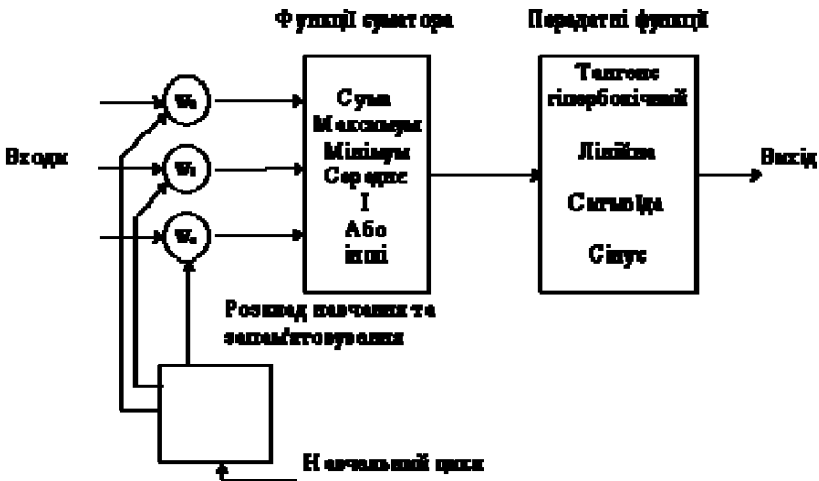 Функції суматора
Передатні функції
Входи
W₀
W₁
Wₙ
Сума
Максимум
Мінімум
Середнє
І
Або
інші
Тангенс
гіперболічний
Лінійна
Сигмоїда
Сінус
Вихід
Розклад навчання та
запам'ятовування
Навчальний цикл